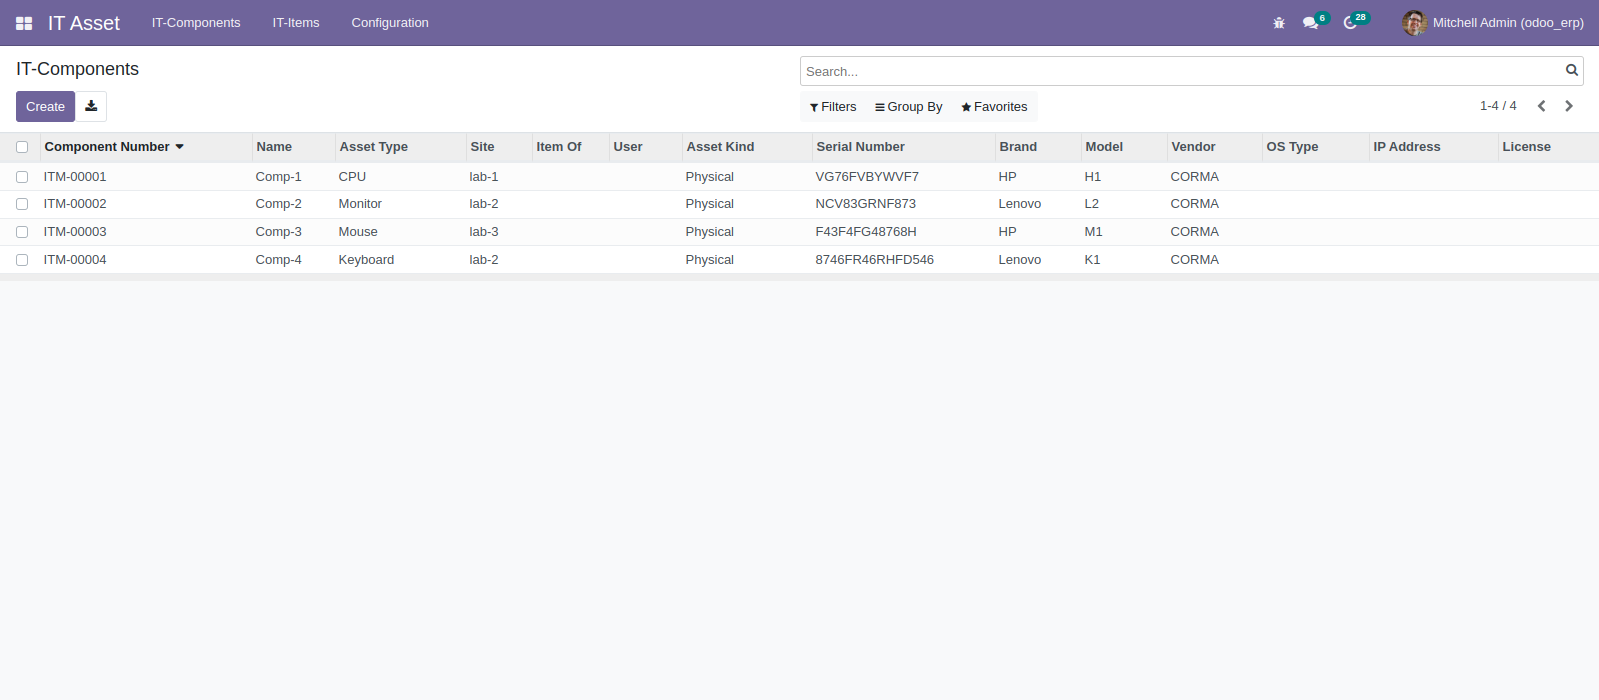 IT Asset IT-Components IT-Items Configuration 6 28 Mitchell Admin (odoo_erp)
IT-Components
Search...
Create Filters Group By Favorites 1-4 / 4
Component Number Name Asset Type Site Item Of User Asset Kind Serial Number Brand Model Vendor OS Type IP Address License
ITM-00001 Comp-1 CPU lab-1 Physical VG76FVBYWVF7 HP H1 CORMA
ITM-00002 Comp-2 Monitor lab-2 Physical NCV83GRNF873 Lenovo L2 CORMA
ITM-00003 Comp-3 Mouse lab-3 Physical F43F4FG48768H HP M1 CORMA
ITM-00004 Comp-4 Keyboard lab-2 Physical 8746FR46RHFD546 Lenovo K1 CORMA